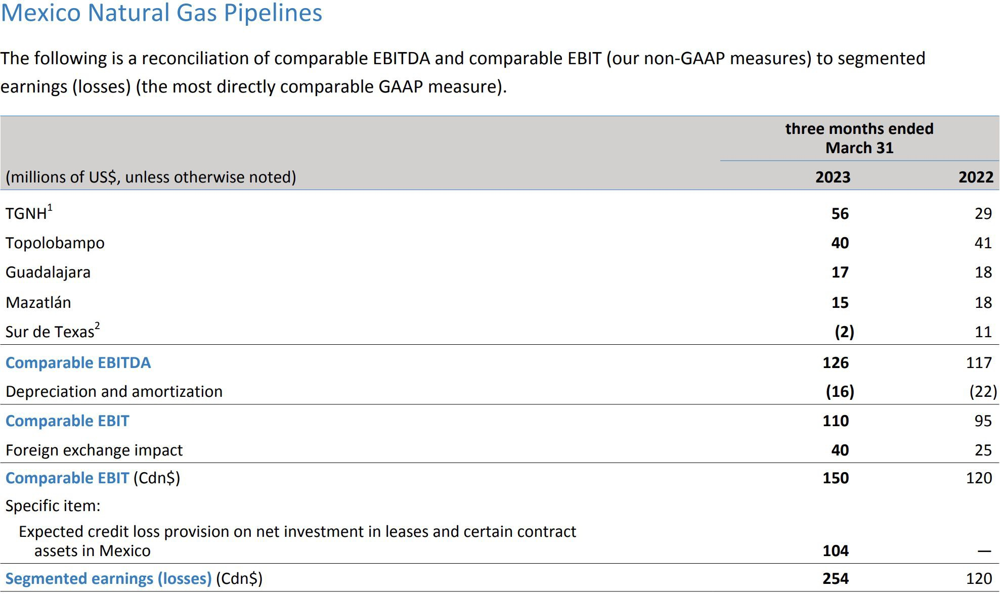 Mexico Natural Gas Pipelines
The following is a reconciliation of comparable EBITDA and comparable EBIT (our non-GAAP measures) to segmented
earnings (losses) (the most directly comparable GAAP measure).
three months ended
March 31
(millions of US$, unless otherwise noted) 2023 2022
TGNH1 56 29
Topolobampo 40 41
Guadalajara 17 18
Mazatlán 15 18
Sur de Texas2 (2) 11
Comparable EBITDA 126 117
Depreciation and amortization (16) (22)
Comparable EBIT 110 95
Foreign exchange impact 40 25
Comparable EBIT (Cdn$) 150 120
Specific item:
Expected credit loss provision on net investment in leases and certain contract
assets in Mexico 104 —
Segmented earnings (losses) (Cdn$) 254 120